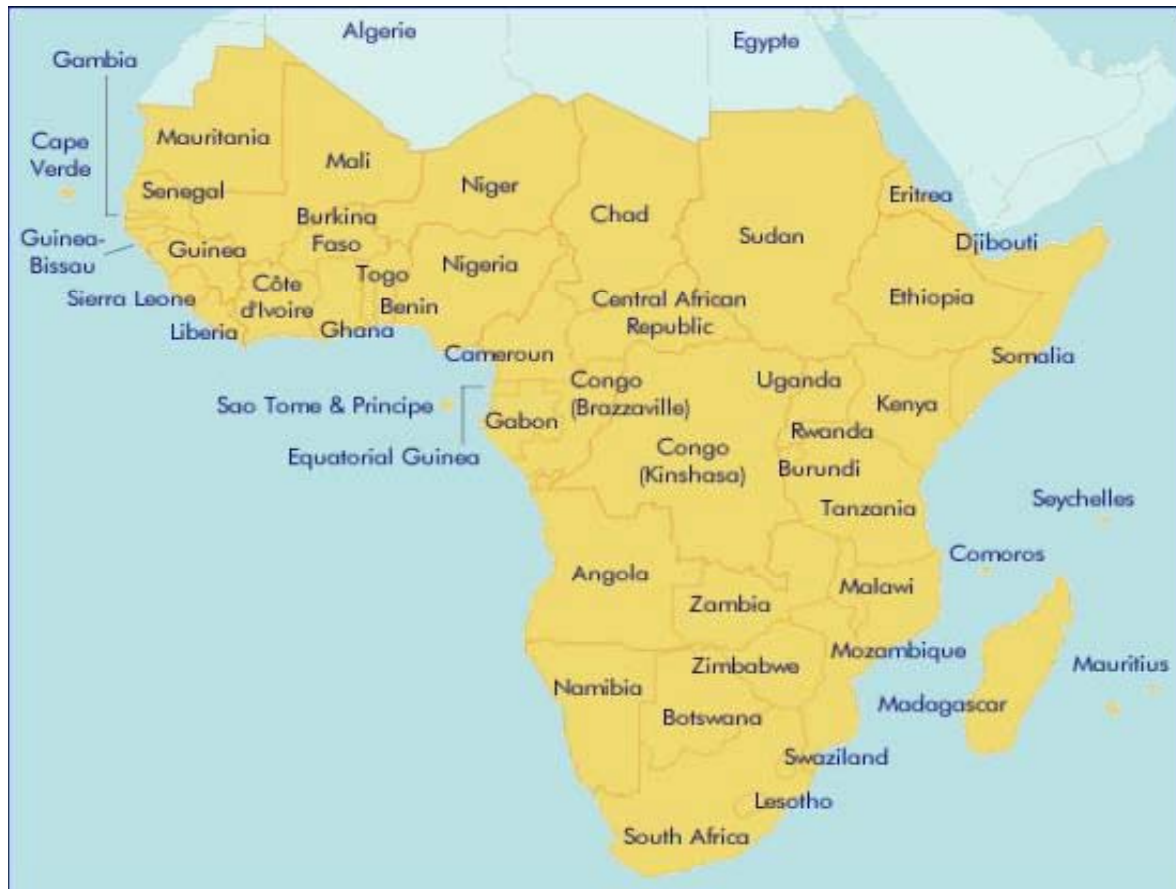 Algerie
Egypte
Gambia
Cape
Verde
Mauritania
Mali
Niger
Chad
Sudan
Eritrea
Senegal
Burkina
Faso
Guinea-
Bissau
Guinea
Togo
Nigeria
Djibouti
Côte
d'Ivoire
Benin
Central African
Republic
Ethiopia
Sierra Leone
Liberia
Ghana
Cameroun
Somalia
Sao Tome & Principe
Gabon
Congo
(Brazzaville)
Uganda
Kenya
Equatorial Guinea
Congo
(Kinshasa)
Rwanda
Burundi
Tanzania
Seychelles
Comoros
Angola
Zambia
Malawi
Mozambique
Mauritius
Zimbabwe
Namibia
Botswana
Madagascar
Swaziland
Lesotho
South Africa